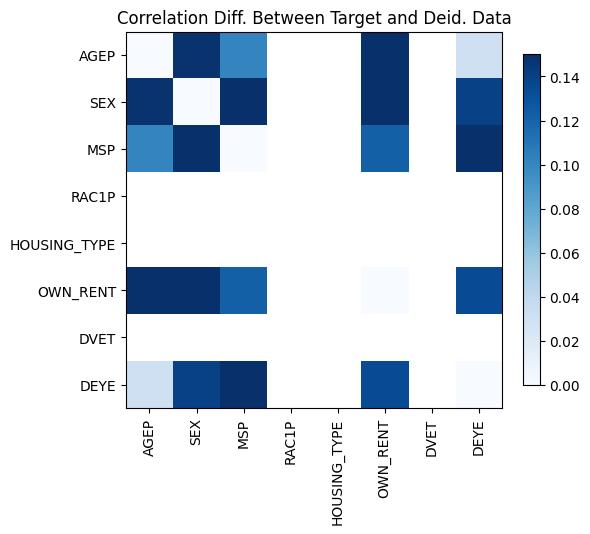 Correlation Diff. Between Target and Deid. Data
AGEP
SEX
MSP
RAC1P
HOUSING_TYPE
OWN_RENT
DVET
DEYE
AGEP
SEX
MSP
RAC1P
HOUSING_TYPE
OWN_RENT
DVET
DEYE
0.14
0.12
0.10
0.08
0.06
0.04
0.02
0.00